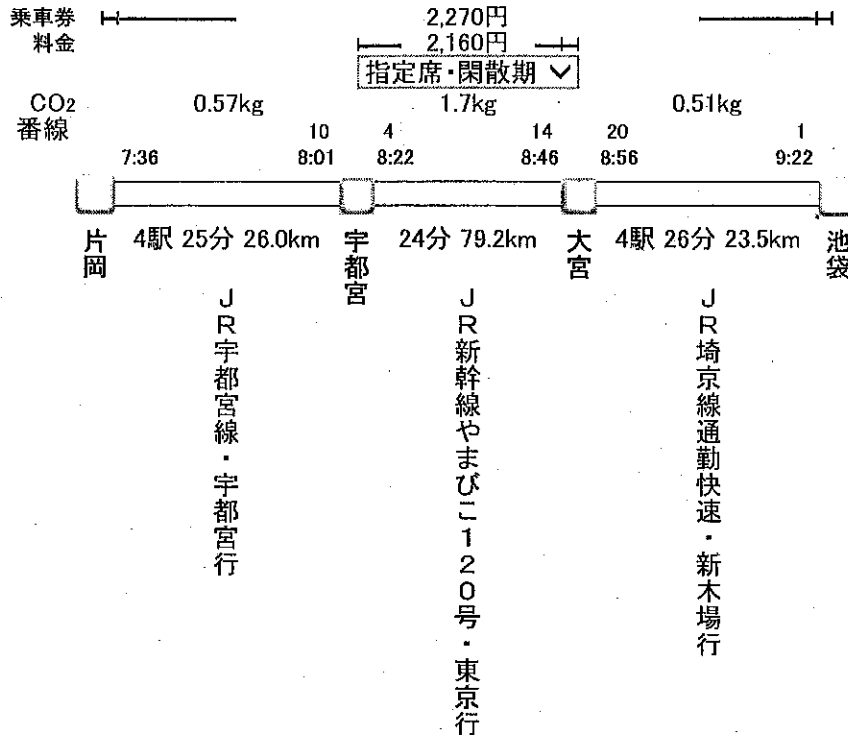 乗車券 2,270円
料金 2,160円
指定席・閑散期
CO2 0.57kg 1.7kg 0.51kg
番線 10 4 14 20 1
7:36 8:01 8:22 8:46 8:56 9:22
片岡 4駅 25分 26.0km 宇都宮 24分 79.2km 大宮 4駅 26分 23.5km 池袋
JR宇都宮線・宇都宮行
JR新幹線やまびこ120号・東京行
JR埼京線通勤快速・新木場行